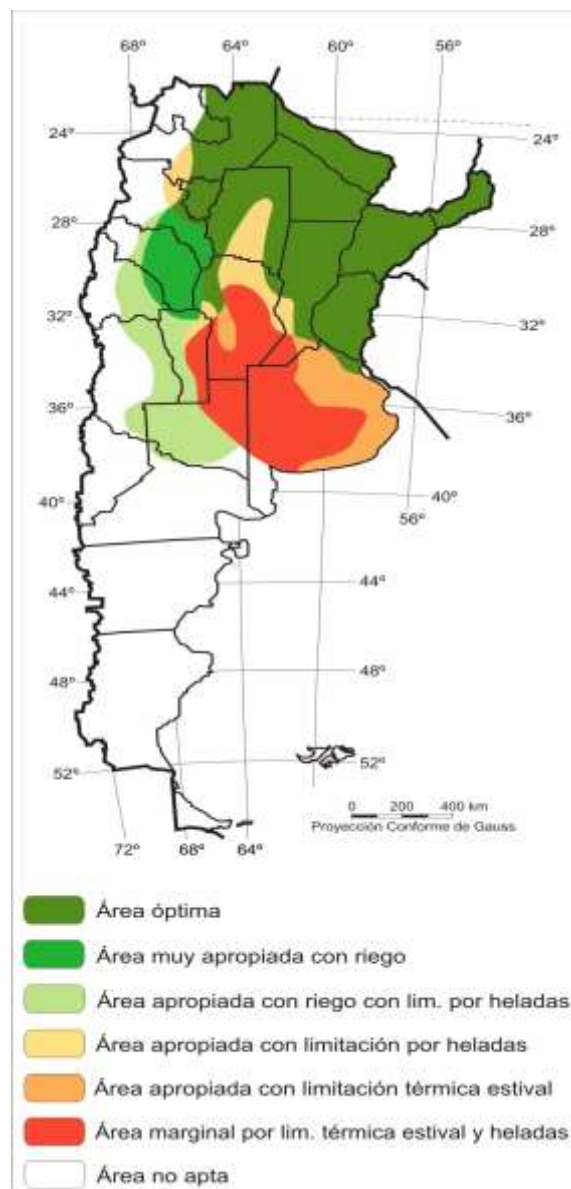 68º 64º 60º 56º
24º 24º
28º 28º
32º 32º
36º 36º
40º 40º
56º
44º 44º
48º 48º
52º 52º
0 200 400 km
Proyección Conforme de Gauss
72º 68º 64º
Área óptima
Área muy apropiada con riego
Área apropiada con riego con lim. por heladas
Área apropiada con limitación por heladas
Área apropiada con limitación térmica estival
Área marginal por lim. térmica estival y heladas
Área no apta